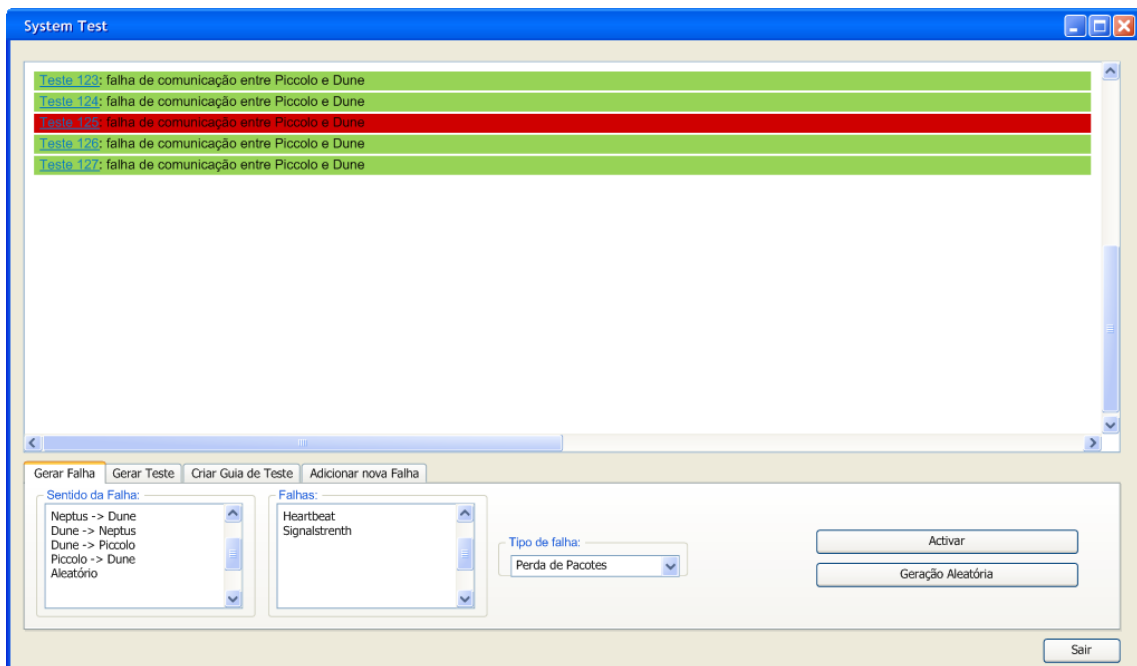 System Test
Teste 123: falha de comunicação entre Piccolo e Dune
Teste 124: falha de comunicação entre Piccolo e Dune
Teste 125: falha de comunicação entre Piccolo e Dune
Teste 126: falha de comunicação entre Piccolo e Dune
Teste 127: falha de comunicação entre Piccolo e Dune
Gerar Falha Gerar Teste Criar Guia de Teste Adicionar nova Falha
Sentido da Falha:
Neptus -> Dune
Dune -> Neptus
Dune -> Piccolo
Piccolo -> Dune
Aleatório
Falhas:
Heartbeat
Signalstrenth
Tipo de falha:
Perda de Pacotes
Activar
Geração Aleatória
Sair